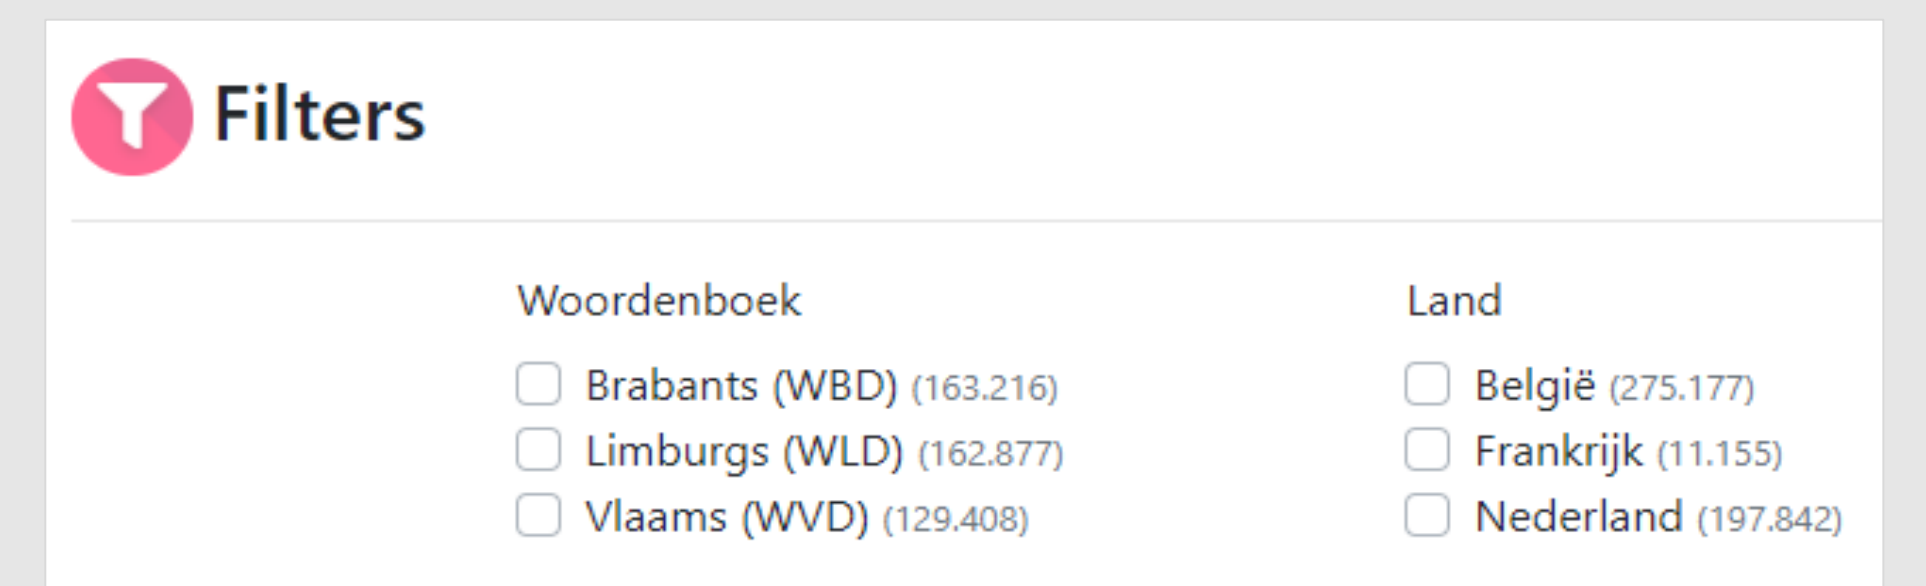 Filters
Woordenboek
Brabants (WBD) (163.216)
Limburgs (WLD) (162.877)
Vlaams (WVD) (129.408)
Land
België (275.177)
Frankrijk (11.155)
Nederland (197.842)